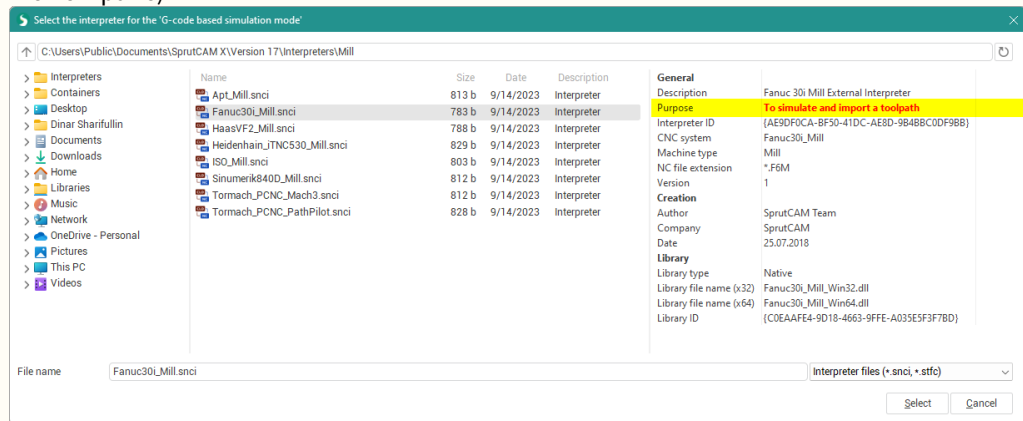 Select the interpreter for the 'G-code based simulation mode'
C:\Users\Public\Documents\SprutCAM X\Version 17\Interpreters\Mill
Interpreters
Containers
Desktop
Dinar Sharifullin
Documents
Downloads
Home
Libraries
Music
Network
OneDrive - Personal
Pictures
This PC
Videos
Name Size Date Description
Apt_Mill.snci 813 b 9/14/2023 Interpreter
Fanuc30i_Mill.snci 783 b 9/14/2023 Interpreter
HaasVF2_Mill.snci 788 b 9/14/2023 Interpreter
Heidenhain_iTNC530_Mill.snci 829 b 9/14/2023 Interpreter
ISO_Mill.snci 803 b 9/14/2023 Interpreter
Sinumerik840D_Mill.snci 812 b 9/14/2023 Interpreter
Tormach_PCNC_Mach3.snci 812 b 9/14/2023 Interpreter
Tormach_PCNC_PathPilot.snci 828 b 9/14/2023 Interpreter
General
Description Fanuc 30i Mill External Interpreter
Purpose To simulate and import a toolpath
Interpreter ID {AE9DF0CA-BF50-41DC-AE8D-9B4BBC0DF9BB}
CNC system Fanuc30i_Mill
Machine type Mill
NC file extension *.F6M
Version 1
Creation
Author SprutCAM Team
Company SprutCAM
Date 25.07.2018
Library
Library type Native
Library file name (x32) Fanuc30i_Mill_Win32.dll
Library file name (x64) Fanuc30i_Mill_Win64.dll
Library ID {C0EAAFE4-9D18-4663-9FFE-A035E5F3F7BD}
File name Fanuc30i_Mill.snci Interpreter files (*.snci, *.stfc)
Select Cancel